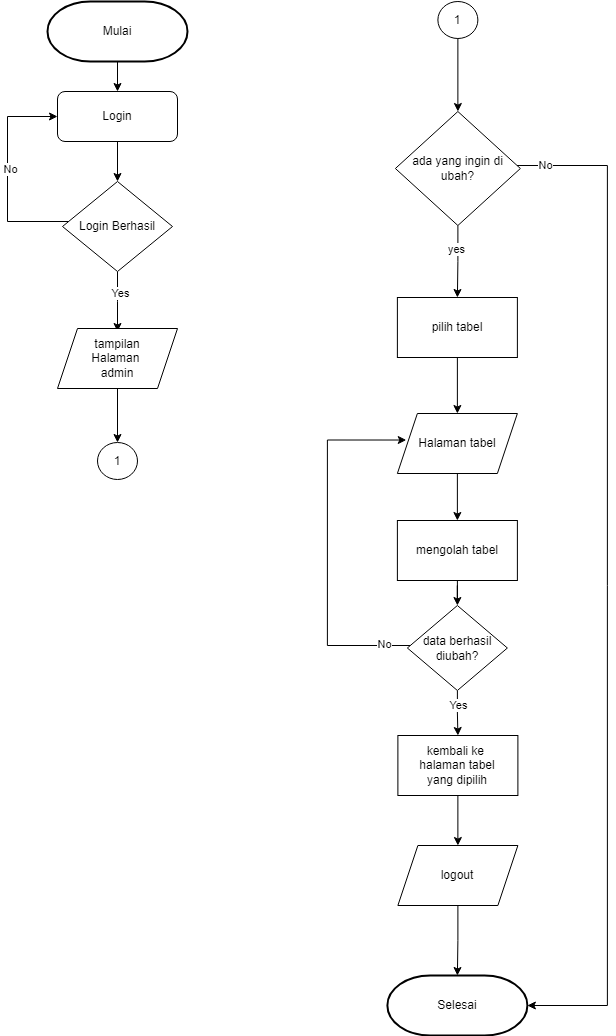 Mulai
Login
No
Login Berhasil
Yes
tampilan
Halaman
admin
1
1
ada yang ingin di
ubah?
No
yes
pilih tabel
Halaman tabel
mengolah tabel
data berhasil
diubah?
No
Yes
kembali ke
halaman tabel
yang dipilih
logout
Selesai